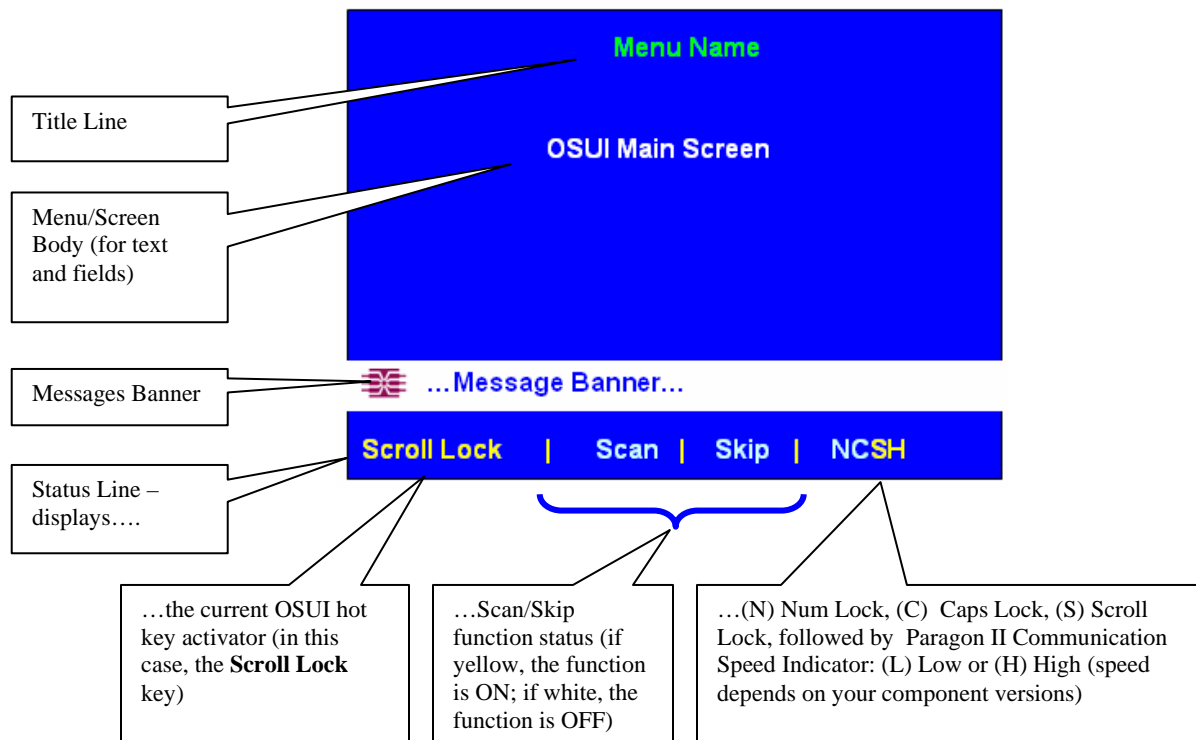 Menu Name
Title Line
OSUI Main Screen
Menu/Screen
Body (for text
and fields)
Messages Banner
...Message Banner...
Scroll Lock | Scan | Skip | NCSH
Status Line –
displays….
…the current OSUI hot
key activator (in this
case, the Scroll Lock
key)
…Scan/Skip
function status (if
yellow, the function
is ON; if white, the
function is OFF)
…(N) Num Lock, (C) Caps Lock, (S) Scroll
Lock, followed by Paragon II Communication
Speed Indicator: (L) Low or (H) High (speed
depends on your component versions)